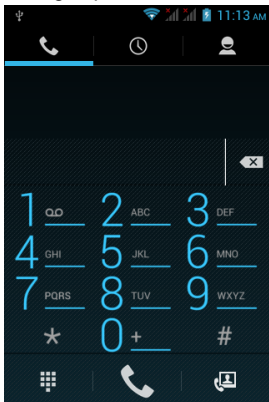 11:13 AM
1 2 ABC 3 DEF
4 GHI 5 JKL 6 MNO
7 PQRS 8 TUV 9 WXYZ
* 0 + #